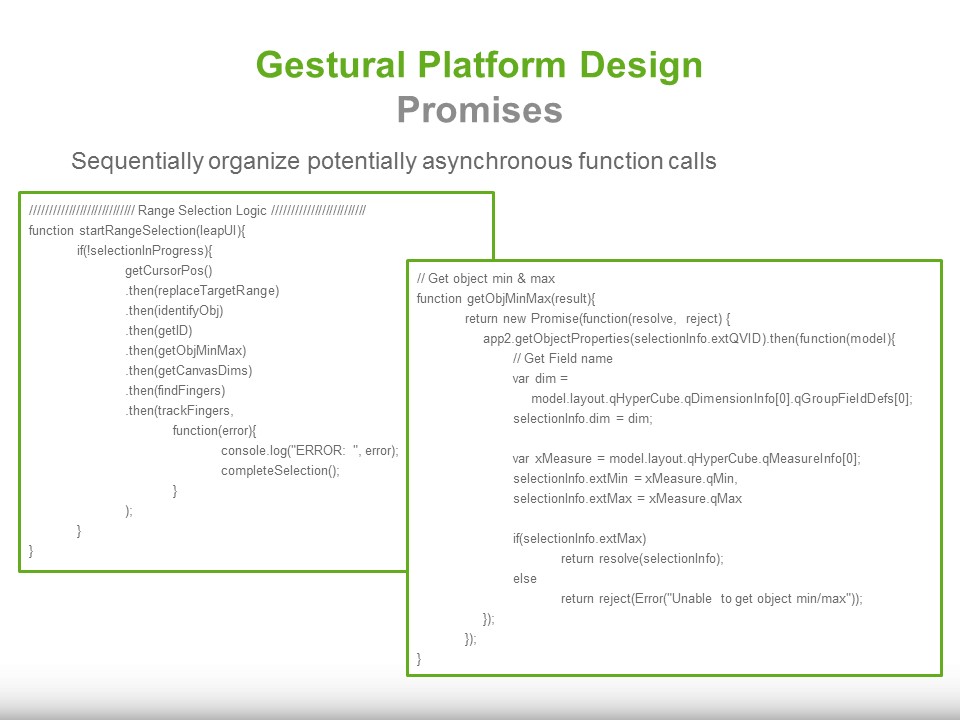 Gestural Platform Design
Promises
Sequentially organize potentially asynchronous function calls
/////////////////////////// Range Selection Logic ////////////////////////
function startRangeSelection(leapUI){
if(!selectionInProgress){
getCursorPos()
.then(replaceTargetRange)
.then(identifyObj)
.then(getID)
.then(getObjMinMax)
.then(getCanvasDims)
.then(findFingers)
.then(trackFingers,
function(error){
console.log("ERROR: ", error);
completeSelection();
}
);
}
}
// Get object min & max
function getObjMinMax(result){
return new Promise(function(resolve, reject) {
app2.getObjectProperties(selectionInfo.extQVID).then(function(model){
// Get Field name
var dim =
model.layout.qHyperCube.qDimensionInfo[0].qGroupFieldDefs[0];
selectionInfo.dim = dim;
var xMeasure = model.layout.qHyperCube.qMeasureInfo[0];
selectionInfo.extMin = xMeasure.qMin,
selectionInfo.extMax = xMeasure.qMax
if(selectionInfo.extMax)
return resolve(selectionInfo);
else
return reject(Error("Unable to get object min/max"));
});
});
}